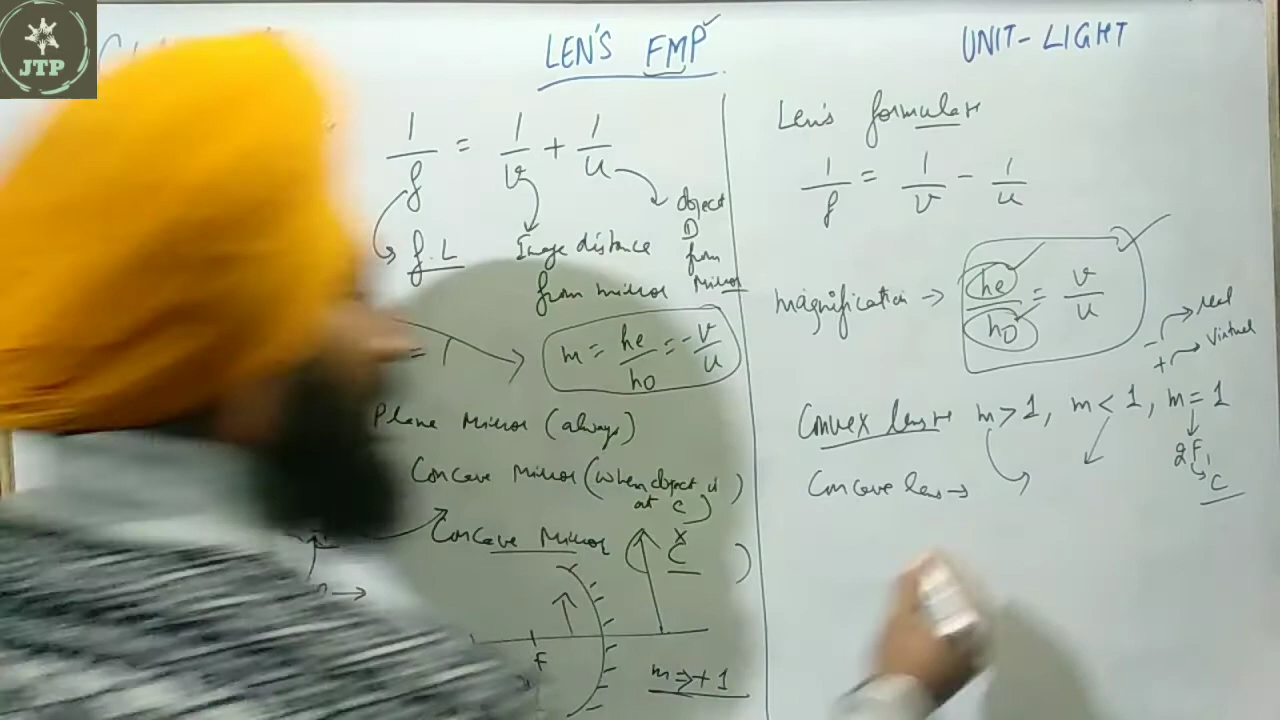 JTP
LEN'S FMP
UNIT-LIGHT
1/f = 1/v + 1/u
f.L
Image distance
from mirror
object
D
from
Mirror
m = he/ho = -v/u
Plane Mirror (always)
Concave Mirror (when object is
at C)
Concave Mirror
C
F
m => +1
Len's formulae
1/f = 1/v - 1/u
magnification → he/ho = v/u
- → real
+ → Virtual
Convex lens m>1, m<1, m=1
2F1
C
Concave lens →